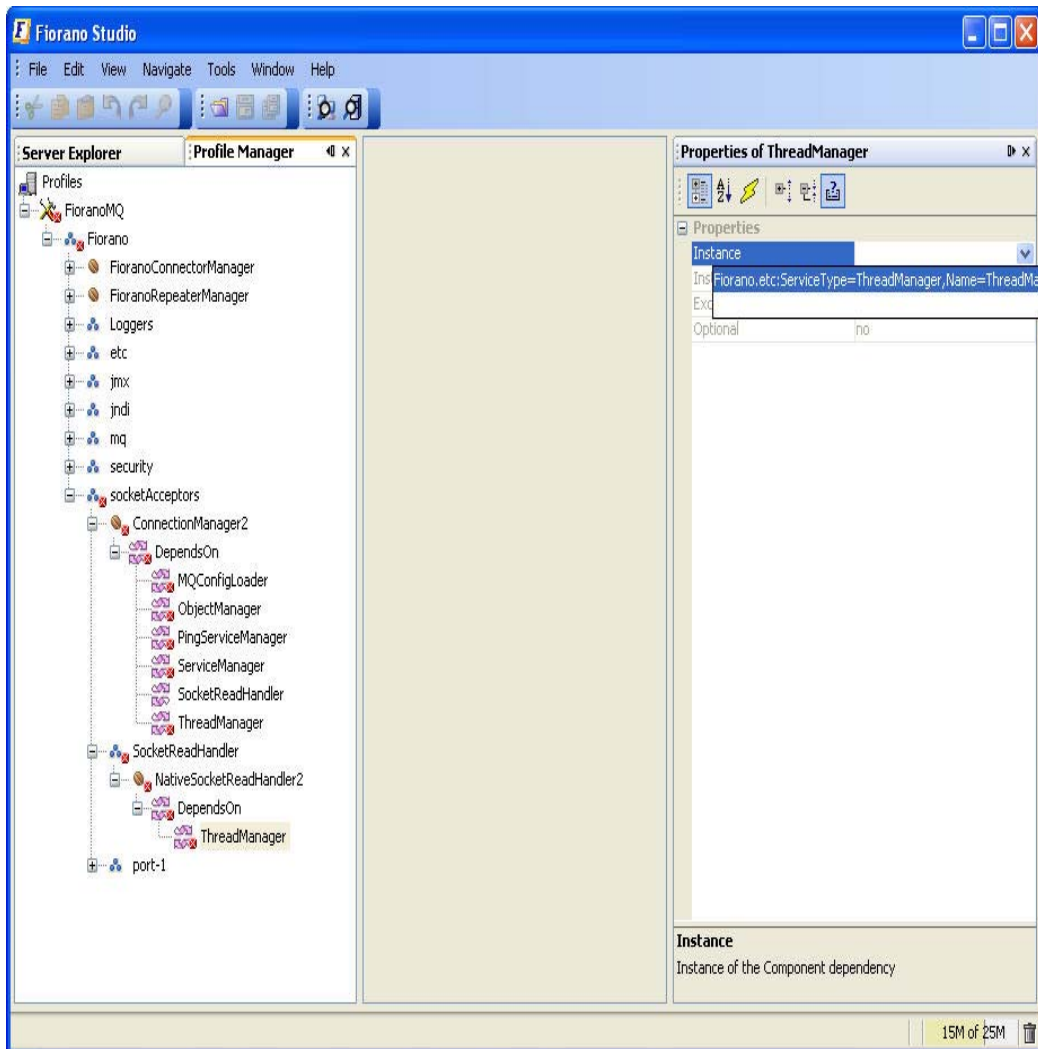 Fiorano Studio
File Edit View Navigate Tools Window Help
Server Explorer
Profile Manager
Profiles
FioranoMQ
Fiorano
FioranoConnectorManager
FioranoRepeaterManager
Loggers
etc
jmx
jndi
mq
security
socketAcceptors
ConnectionManager2
DependsOn
MQConfigLoader
ObjectManager
PingServiceManager
ServiceManager
SocketReadHandler
ThreadManager
SocketReadHandler
NativeSocketReadHandler2
DependsOn
ThreadManager
port-1
Properties of ThreadManager
Properties
Instance
Fiorano.etc:ServiceType=ThreadManager,Name=ThreadMa
Optional no
Instance
Instance of the Component dependency
15M of 25M